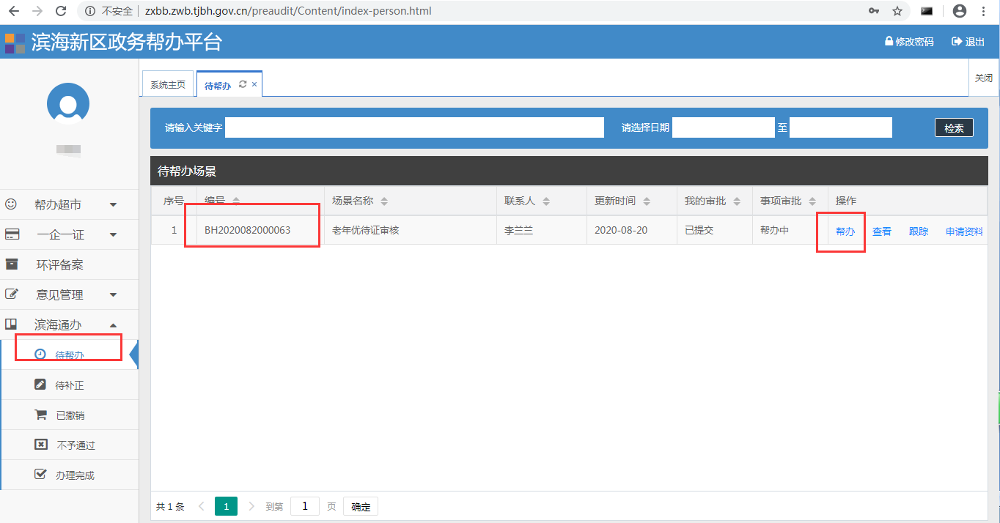 不安全 zxbb.zwb.tjbh.gov.cn/preaudit/Content/index-person.html
滨海新区政务帮办平台 修改密码 退出
系统主页 待帮办 × 关闭
请输入关键字 请选择日期 至 检索
待帮办场景
序号 编号 场景名称 联系人 更新时间 我的审批 事项审批 操作
1 BH2020082000063 老年优待证审核 李兰兰 2020-08-20 已提交 帮办中 帮办 查看 跟踪 申请资料
帮办超市
一企一证
环评备案
意见管理
滨海通办
待帮办
待补正
已撤销
不予通过
办理完成
共 1 条 1 到第 1 页 确定